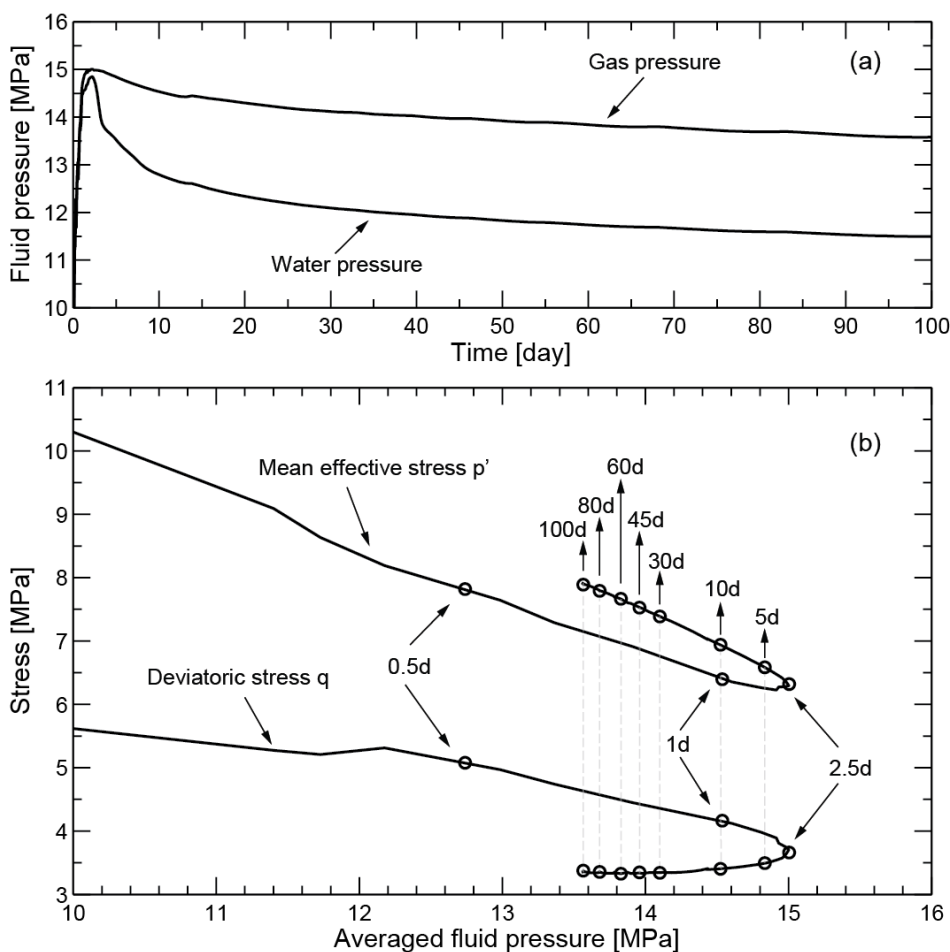 (a)
Fluid pressure [MPa]
16
15
14
13
12
11
10
Gas pressure
Water pressure
0 10 20 30 40 50 60 70 80 90 100
Time [day]
(b)
Stress [MPa]
11
10
9
8
7
6
5
4
3
Mean effective stress p'
Deviatoric stress q
0.5d
60d
80d
45d
100d
30d
10d
5d
1d
2.5d
10 11 12 13 14 15 16
Averaged fluid pressure [MPa]